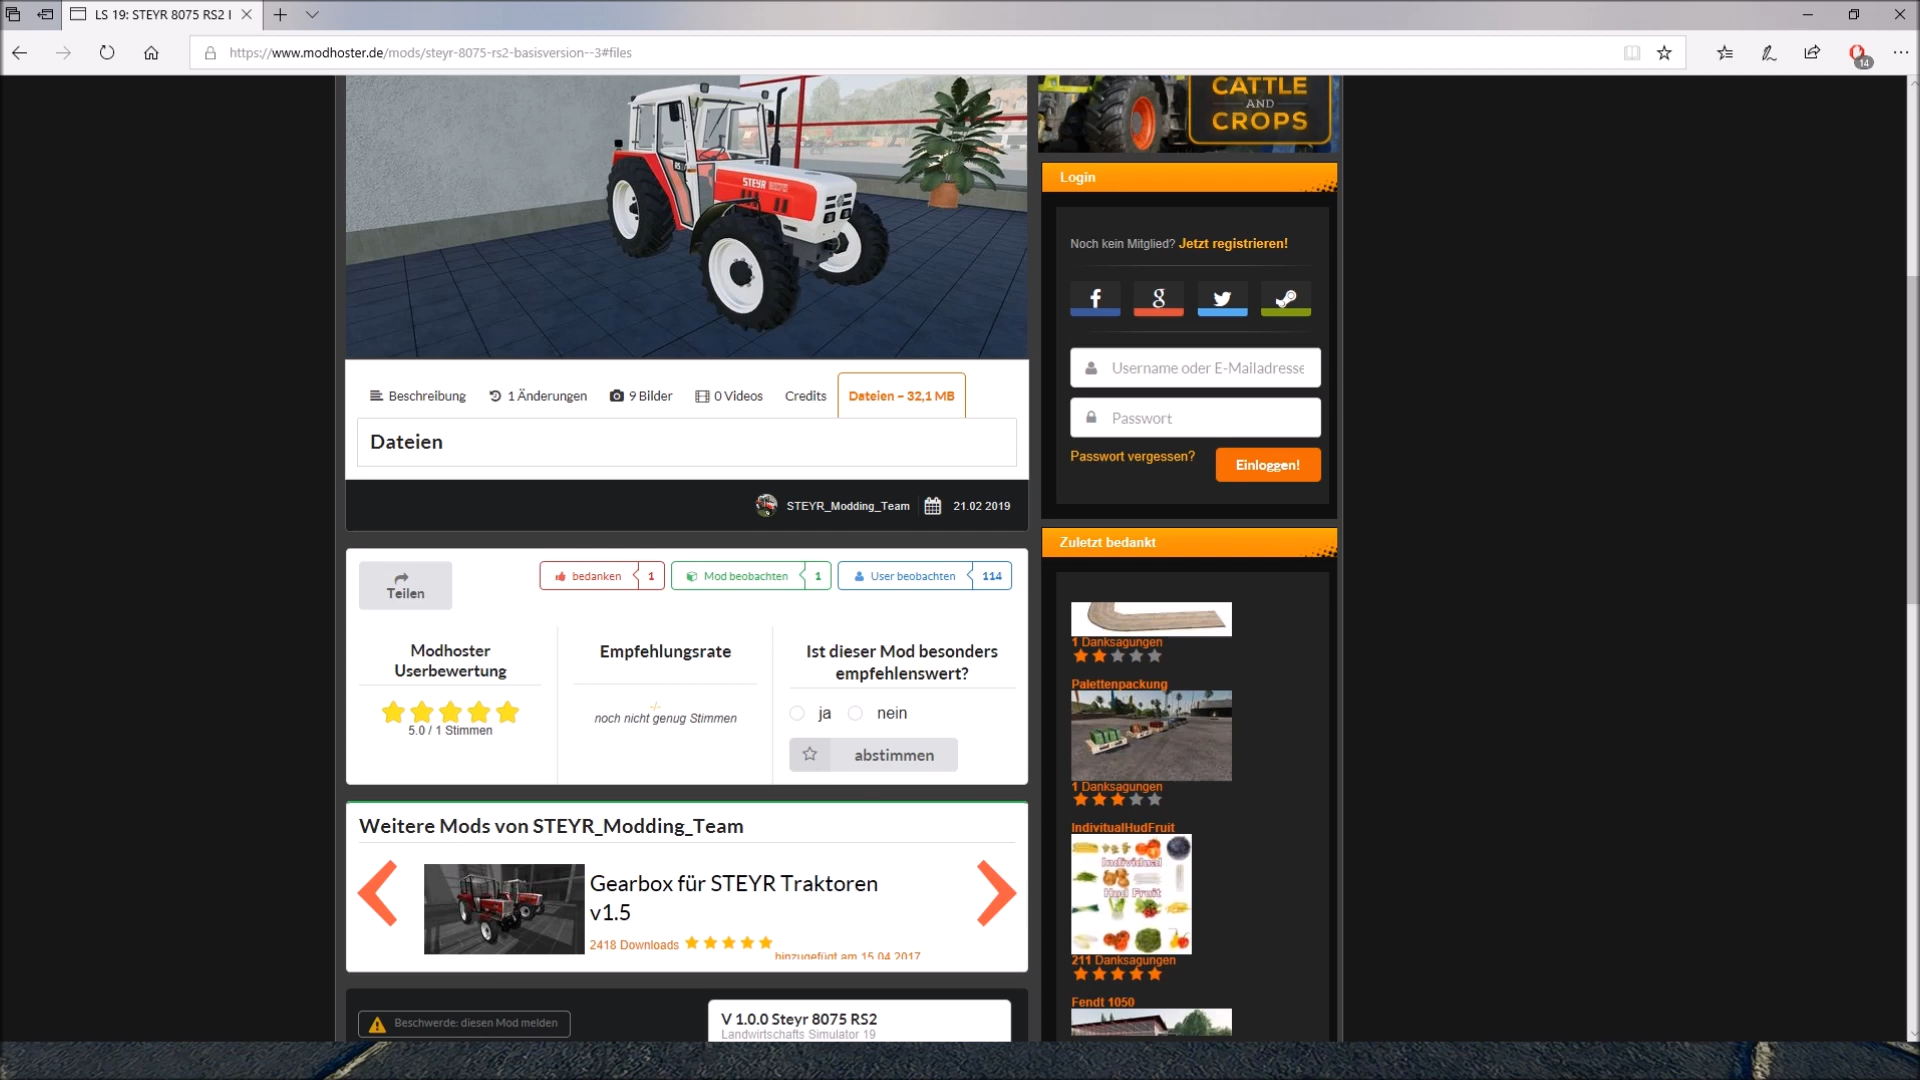 LS 19: STEYR 8075 RS2 I
https://www.modhoster.de/mods/steyr-8075-rs2-basisversion--3#files
14
STEYR 8075
CATTLE
AND
CROPS
Beschreibung
1 Änderungen
9 Bilder
0 Videos
Credits
Dateien – 32,1 MB
Dateien
STEYR_Modding_Team
21.02 2019
Teilen
bedanken 1
Mod beobachten 1
User beobachten 114
Modhoster
Userbewertung
5.0 / 1 Stimmen
Empfehlungsrate
-/-
noch nicht genug Stimmen
Ist dieser Mod besonders
empfehlenswert?
ja nein
abstimmen
Weitere Mods von STEYR_Modding_Team
Gearbox für STEYR Traktoren
v1.5
2418 Downloads
hinzugefügt am 15.04.2017
Beschwerde: diesen Mod melden
V 1.0.0 Steyr 8075 RS2
Landwirtschafts Simulator 19
Login
Noch kein Mitglied? Jetzt registrieren!
Username oder E-Mailadresse
Passwort
Passwort vergessen?
Einloggen!
Zuletzt bedankt
1 Danksagungen
Palettenpackung
1 Danksagungen
IndivitualHudFruit
Individual
Hud Fruit
211 Danksagungen
Fendt 1050